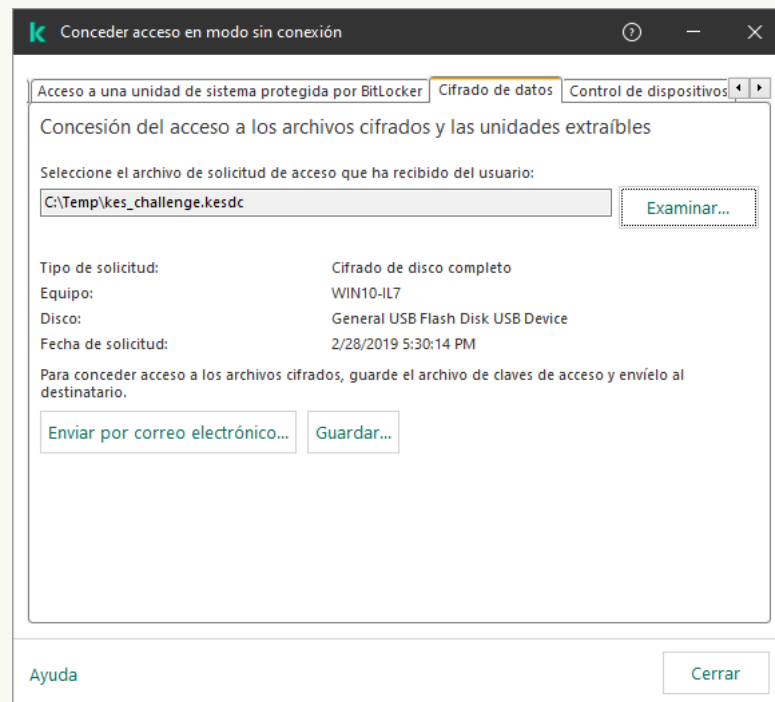 Conceder acceso en modo sin conexión
Acceso a una unidad de sistema protegida por BitLocker
Cifrado de datos
Control de dispositivos
Concesión del acceso a los archivos cifrados y las unidades extraíbles
Seleccione el archivo de solicitud de acceso que ha recibido del usuario:
C:\Temp\kes_challenge.kesdc
Examinar...
Tipo de solicitud: Cifrado de disco completo
Equipo: WIN10-IL7
Disco: General USB Flash Disk USB Device
Fecha de solicitud: 2/28/2019 5:30:14 PM
Para conceder acceso a los archivos cifrados, guarde el archivo de claves de acceso y envíelo al
destinatario.
Enviar por correo electrónico...
Guardar...
Ayuda
Cerrar